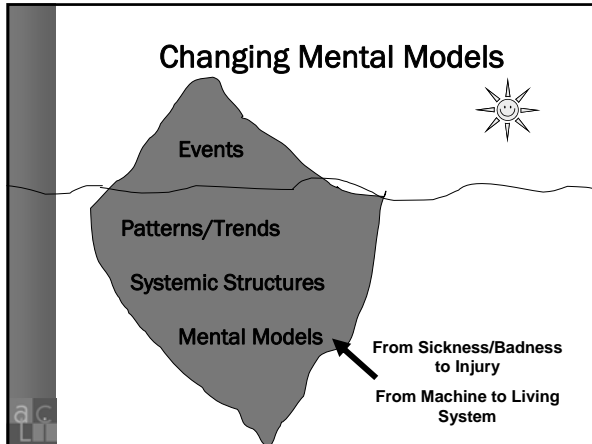 Changing Mental Models
Events
Patterns/Trends
Systemic Structures
Mental Models
From Sickness/Badness
to Injury
From Machine to Living
System
a c
L i